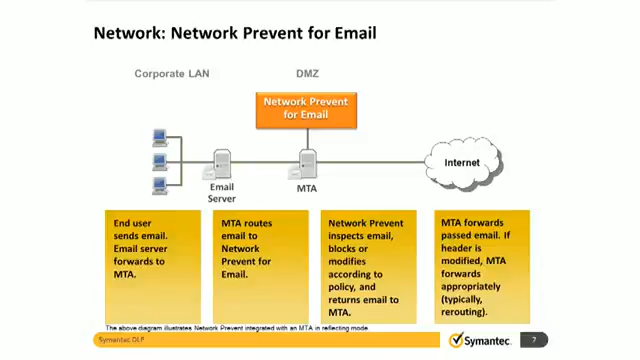 Network: Network Prevent for Email
Corporate LAN
DMZ
Network Prevent
for Email
Internet
Email
Server
MTA
End user
sends email.
Email server
forwards to
MTA.
MTA routes
email to
Network
Prevent for
Email.
Network Prevent
inspects email,
blocks or
modifies
according to
policy, and
returns email to
MTA.
MTA forwards
passed email. If
header is
modified, MTA
forwards
appropriately
(typically,
rerouting).
The above diagram illustrates Network Prevent integrated with an MTA in reflecting mode.
Symantec DLP
Symantec.
7